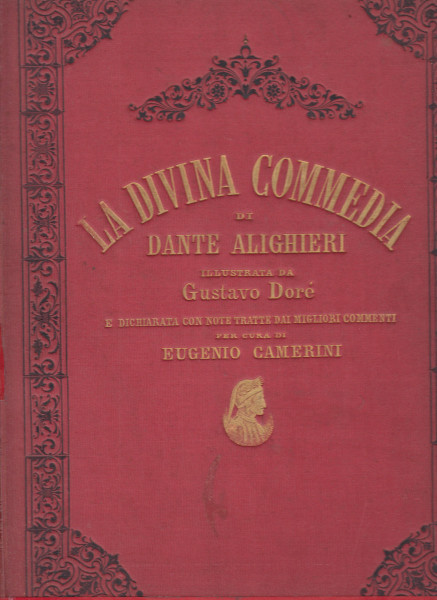 LA DIVINA COMMEDIA
DI
DANTE ALIGHIERI
ILLUSTRATA DA
Gustavo Doré
E DICHIARATA CON NOTE TRATTE DAI MIGLIORI COMMENTI
PER CURA DI
EUGENIO CAMERINI